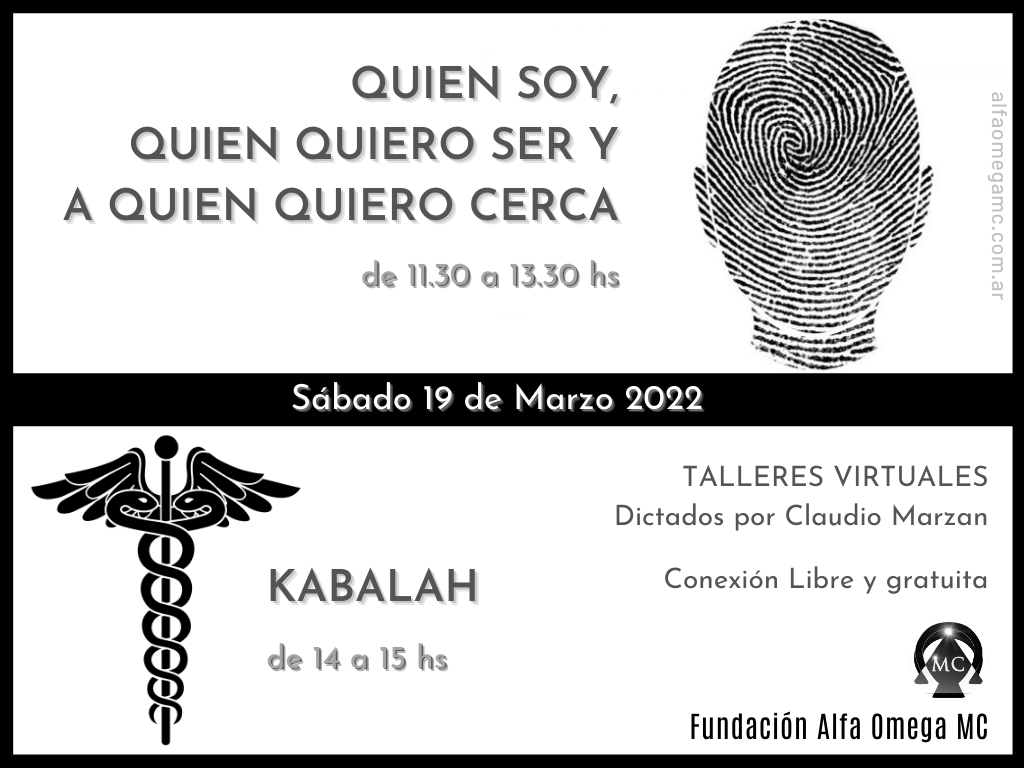 QUIEN SOY,
QUIEN QUIERO SER Y
A QUIEN QUIERO CERCA
de 11.30 a 13.30 hs
alfaomegamc.com.ar
Sábado 19 de Marzo 2022
TALLERES VIRTUALES
Dictados por Claudio Marzan
Conexión Libre y gratuita
KABALAH
de 14 a 15 hs
MC
Fundación Alfa Omega MC